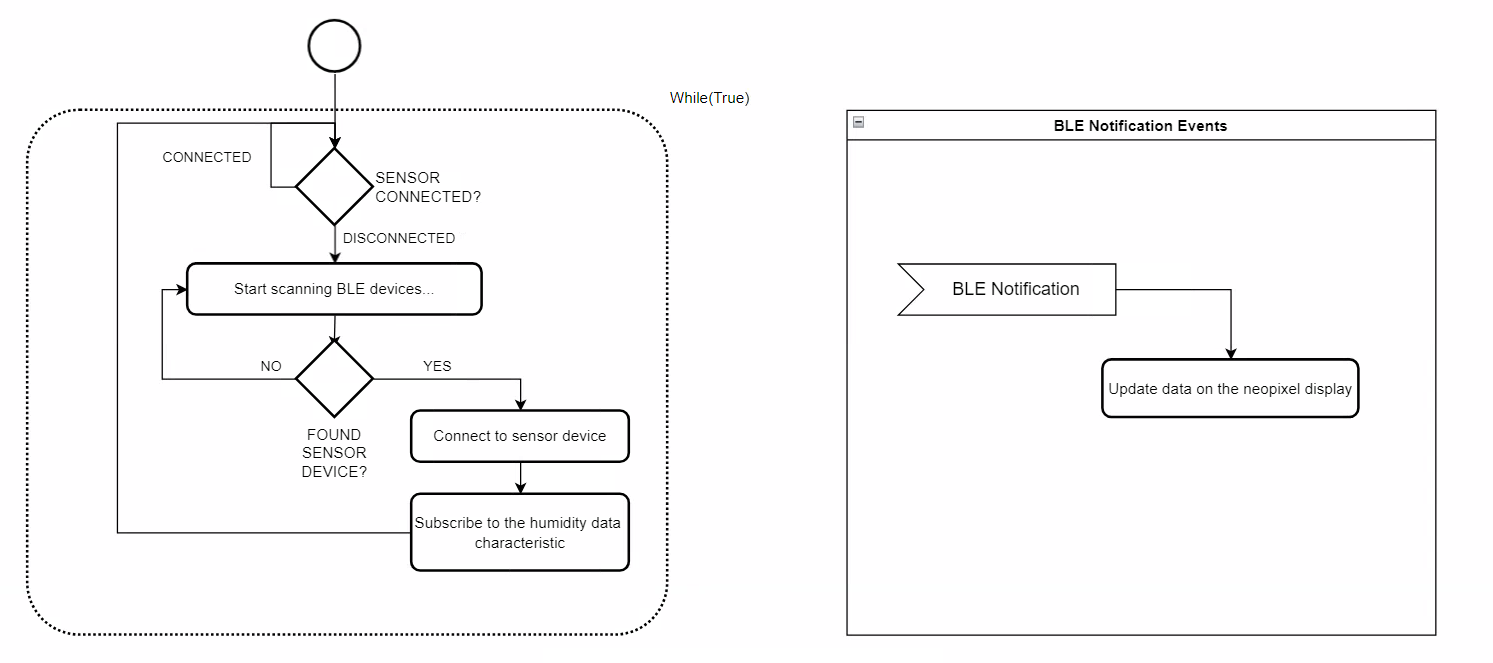 While(True)
CONNECTED
SENSOR
CONNECTED?
DISCONNECTED
Start scanning BLE devices...
NO
YES
FOUND
SENSOR
DEVICE?
Connect to sensor device
Subscribe to the humidity data
characteristic
BLE Notification Events
BLE Notification
Update data on the neopixel display